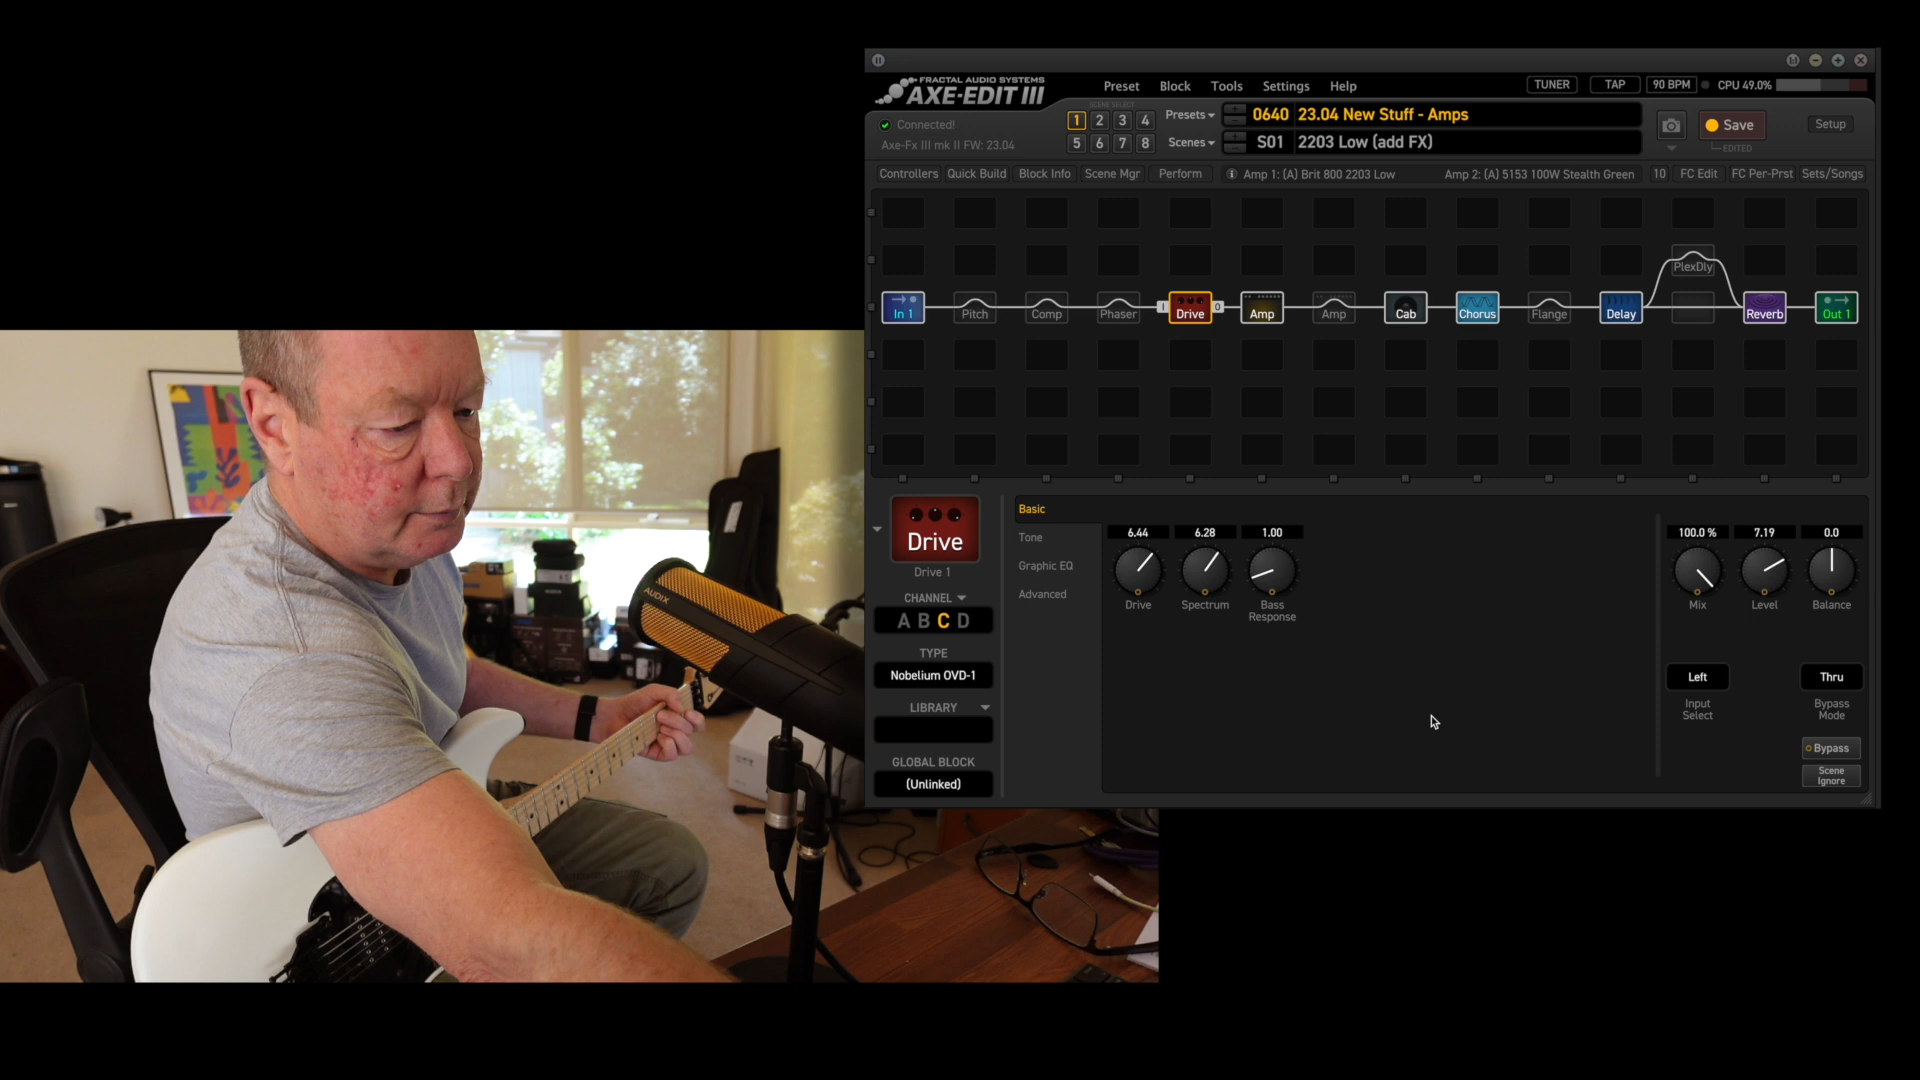 FRACTAL AUDIO SYSTEMS
AXE-EDIT III
Preset Block Tools Settings Help
TUNER TAP 90 BPM CPU 49.0%
SCENE SELECT
Connected!
Axe-Fx III mk II FW: 23.04
1 2 3 4
5 6 7 8
Presets 0640 23.04 New Stuff - Amps
Scenes S01 2203 Low (add FX)
Save
EDITED
Setup
Controllers Quick Build Block Info Scene Mgr Perform Amp 1: (A) Brit 800 2203 Low Amp 2: (A) 5153 100W Stealth Green 10 FC Edit FC Per-Prst Sets/Songs
PlexDly
In 1 Pitch Comp Phaser I Drive O Amp Amp Cab Chorus Flange Delay Reverb Out 1
Drive
Drive 1
CHANNEL
A B C D
TYPE
Nobelium OVD-1
LIBRARY
GLOBAL BLOCK
(Unlinked)
Basic
Tone
Graphic EQ
Advanced
6.44 6.28 1.00
Drive Spectrum Bass
Response
100.0 % 7.19 0.0
Mix Level Balance
Left Thru
Input
Select
Bypass
Mode
Bypass
Scene
Ignore
AUDIX